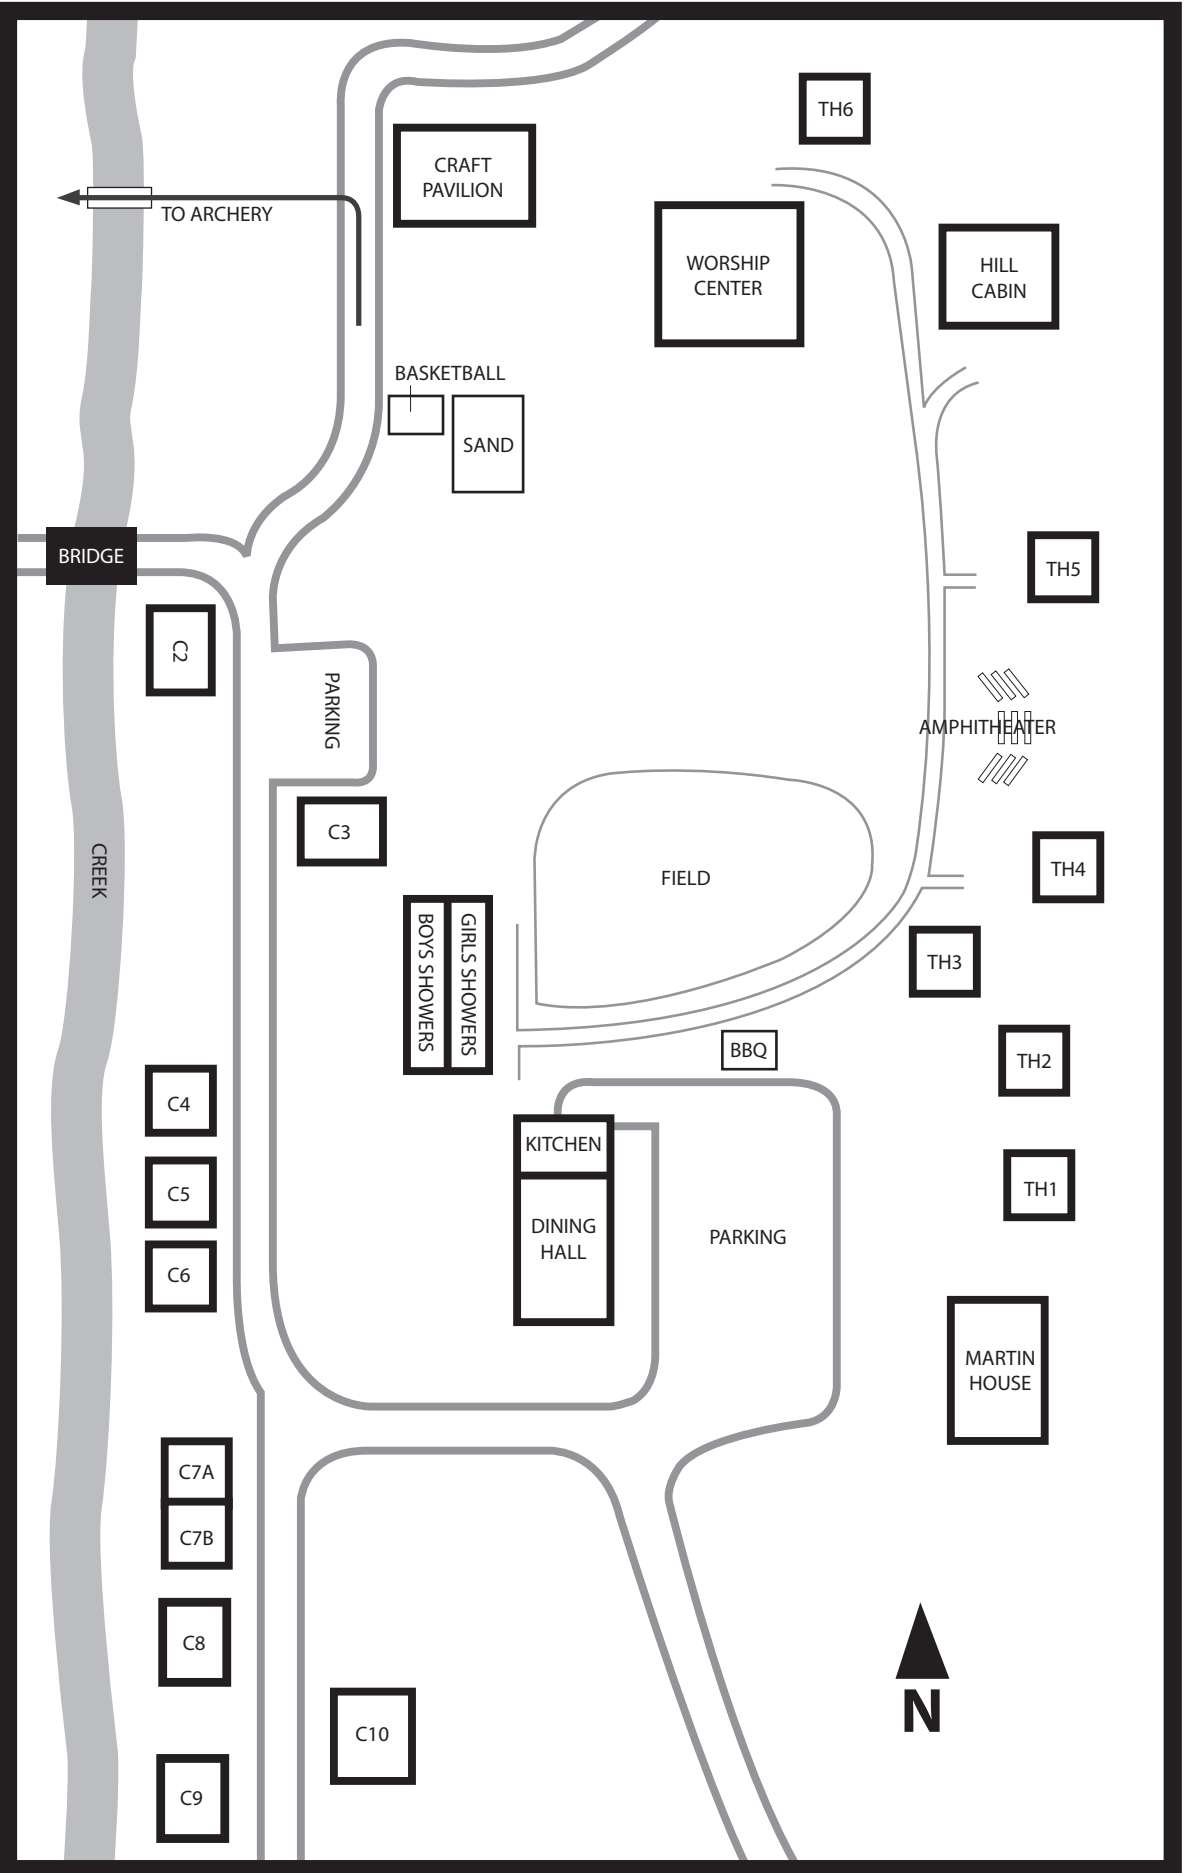 TH6
CRAFT
PAVILION
TO ARCHERY
WORSHIP
CENTER
HILL
CABIN
BASKETBALL
SAND
BRIDGE
TH5
C2
PARKING
AMPHITHEATER
C3
CREEK
FIELD
TH4
BOYS SHOWERS
GIRLS SHOWERS
TH3
BBQ
TH2
C4
KITCHEN
C5
TH1
DINING
HALL
PARKING
C6
MARTIN
HOUSE
C7A
C7B
C8
N
C10
C9